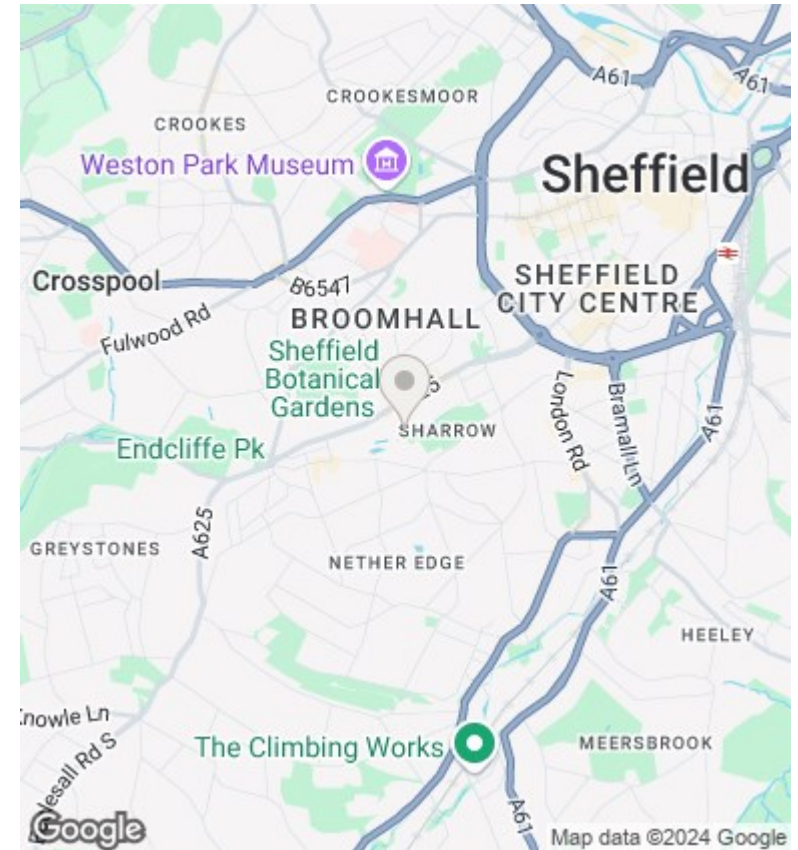 A61
A61
CROOKESMOOR
CROOKES
Weston Park Museum
Sheffield
Crosspool
B6547
SHEFFIELD
CITY CENTRE
Fulwood Rd
BROOMHALL
Sheffield
Botanical
Gardens
London Rd
Bramall Ln
A61
SHARROW
Endcliffe Pk
A625
GREYSTONES
NETHER EDGE
A61
HEELEY
Knowle Ln
The Climbing Works
MEERSBROOK
A61
Google
Map data ©2024 Google